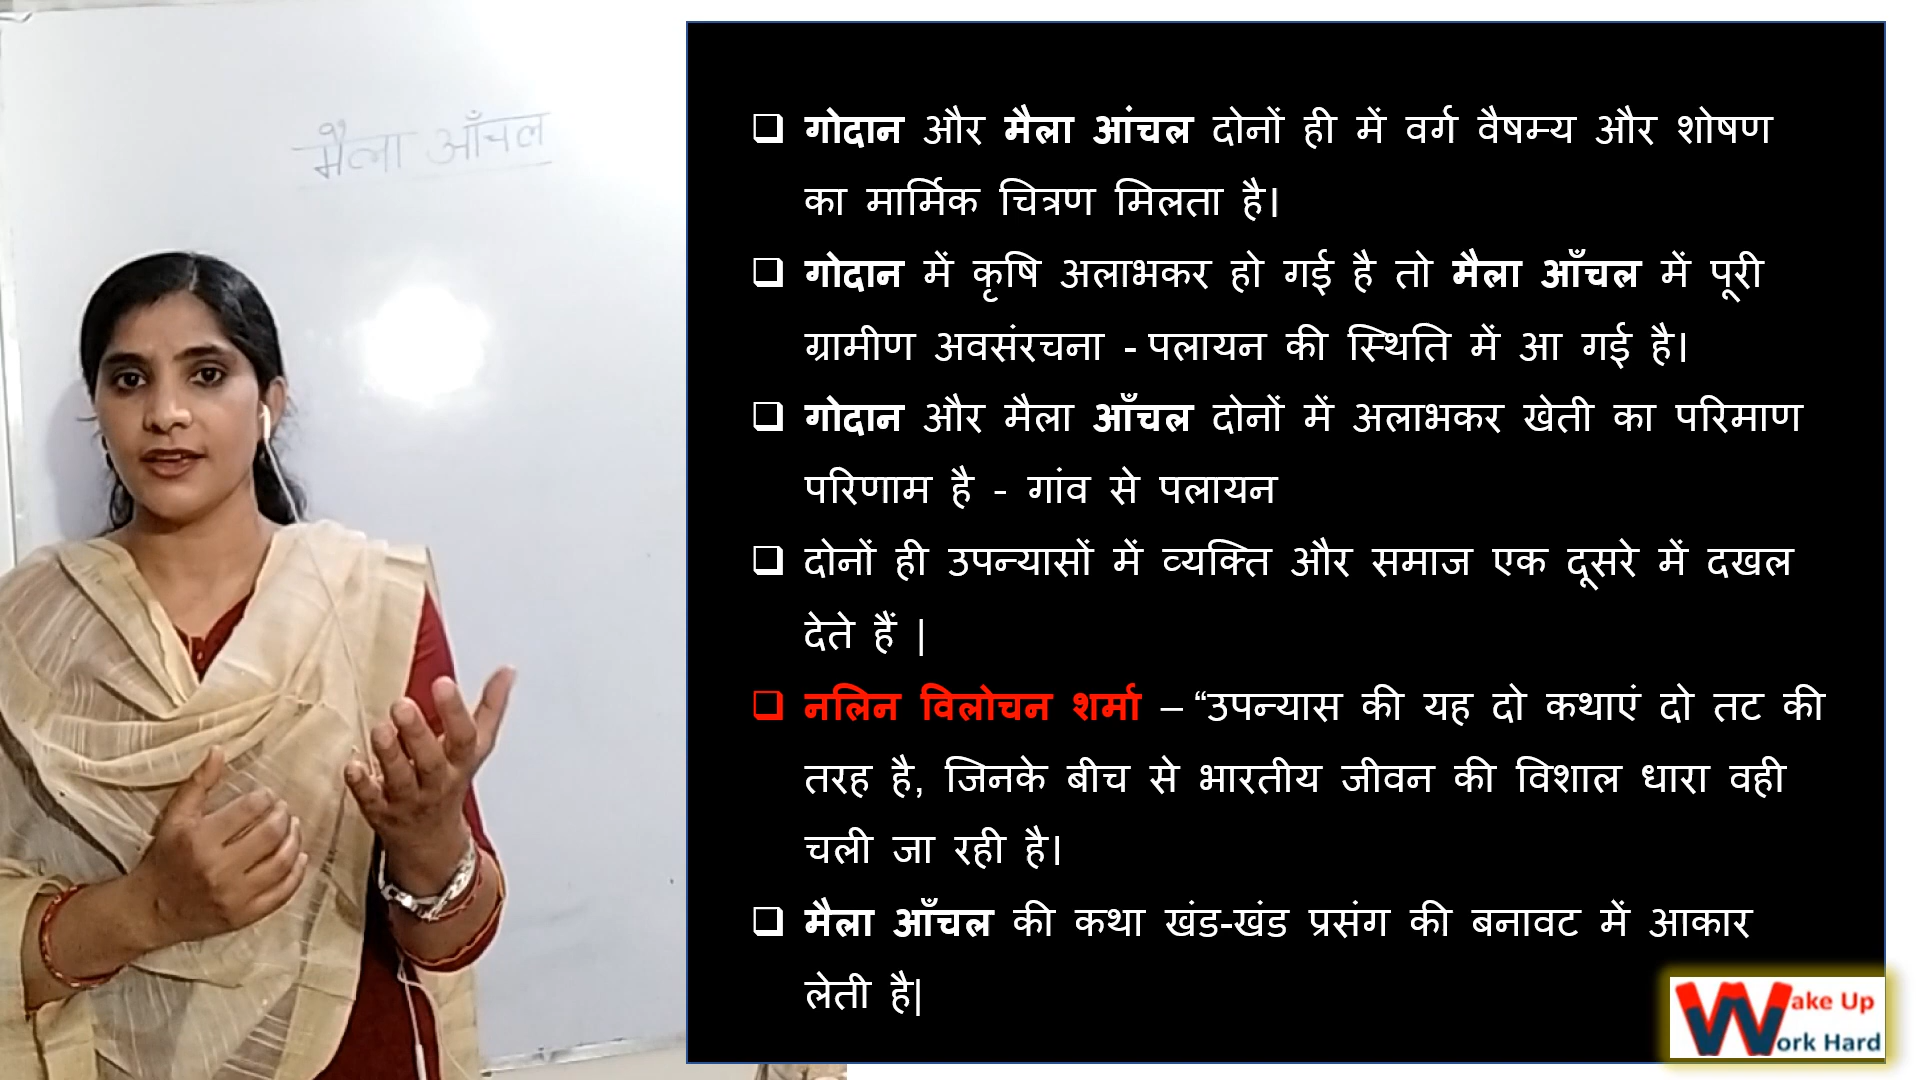 मैला आँचल
❑ गोदान और मैला आंचल दोनों ही में वर्ग वैषम्य और शोषण
का मार्मिक चित्रण मिलता है।
❑ गोदान में कृषि अलाभकर हो गई है तो मैला आँचल में पूरी
ग्रामीण अवसंरचना - पलायन की स्थिति में आ गई है।
❑ गोदान और मैला आँचल दोनों में अलाभकर खेती का परिमाण
परिणाम है - गांव से पलायन
❑ दोनों ही उपन्यासों में व्यक्ति और समाज एक दूसरे में दखल
देते हैं |
❑ नलिन विलोचन शर्मा – “उपन्यास की यह दो कथाएं दो तट की
तरह है, जिनके बीच से भारतीय जीवन की विशाल धारा वही
चली जा रही है।
❑ मैला आँचल की कथा खंड-खंड प्रसंग की बनावट में आकार
लेती है|
Wake Up
Work Hard